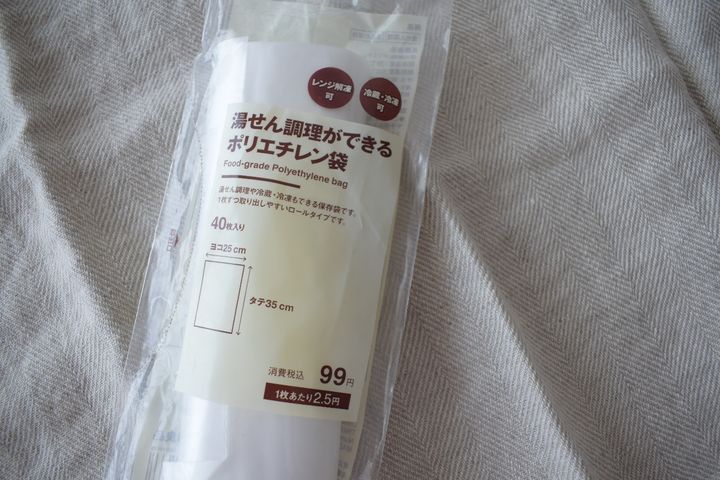 レンジ解凍
可
冷蔵・冷凍
可
湯せん調理ができる
ポリエチレン袋
Food-grade Polyethylene bag
湯せん調理や冷蔵・冷凍もできる保存袋です。
1枚ずつ取り出しやすいロールタイプです。
40枚入り
ヨコ25cm
タテ35cm
消費税込 99円
1枚あたり2.5円